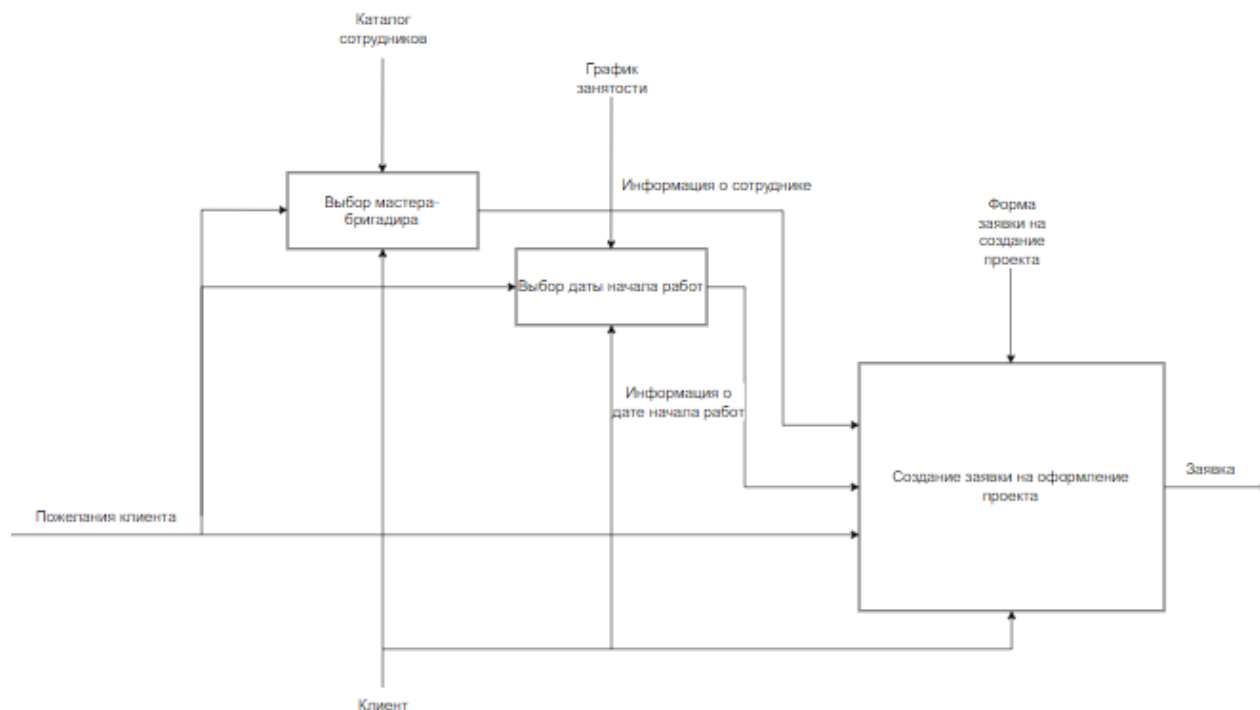 Каталог
сотрудников
График
занятости
Выбор мастера-
бригадира
Информация о сотруднике
Форма
заявки на
создание
проекта
Выбор даты начала работ
Информация о
дате начала работ
Создание заявки на оформление
проекта
Заявка
Пожелания клиента
Клиент